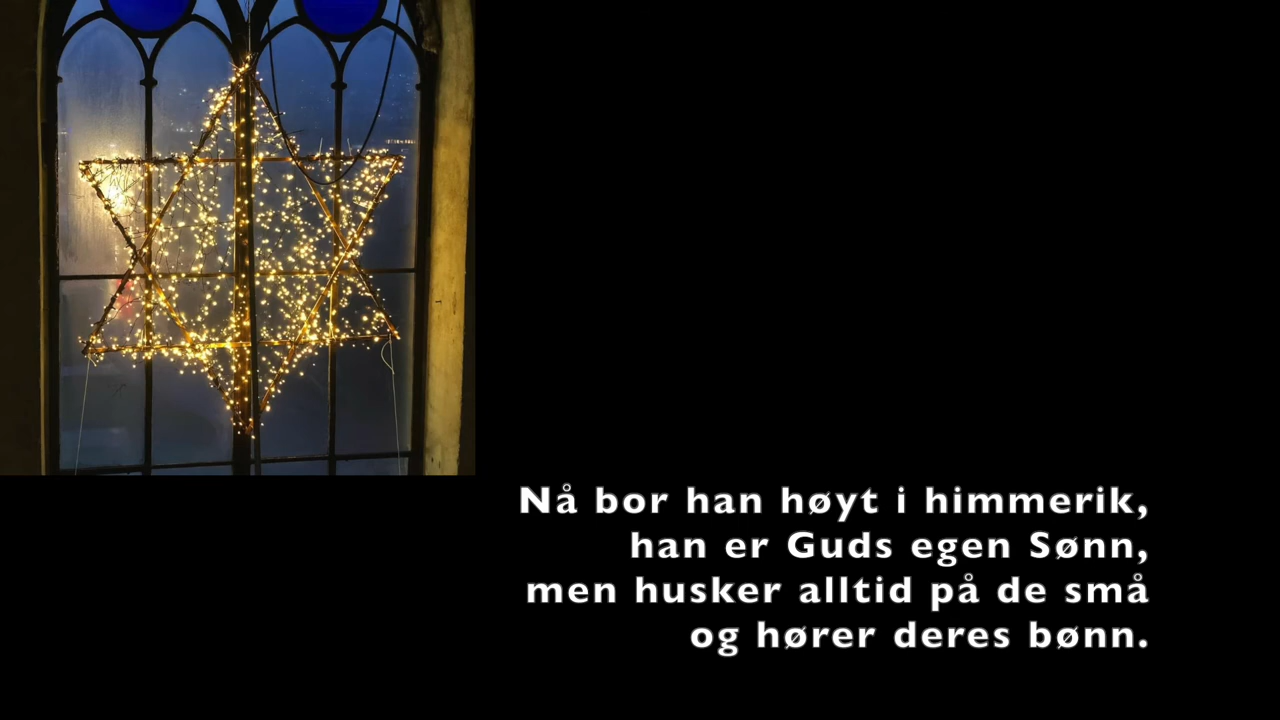 Nå bor han høyt i himmerik,
han er Guds egen Sønn,
men husker alltid på de små
og hører deres bønn.